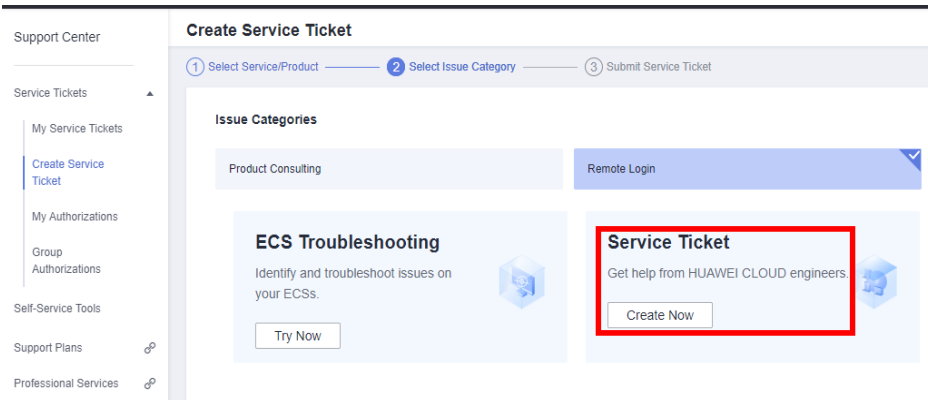 Support Center
Service Tickets
My Service Tickets
Create Service
Ticket
My Authorizations
Group
Authorizations
Self-Service Tools
Support Plans
Professional Services
Create Service Ticket
1 Select Service/Product
2 Select Issue Category
3 Submit Service Ticket
Issue Categories
Product Consulting
Remote Login
ECS Troubleshooting
Identify and troubleshoot issues on
your ECSs.
Try Now
Service Ticket
Get help from HUAWEI CLOUD engineers.
Create Now